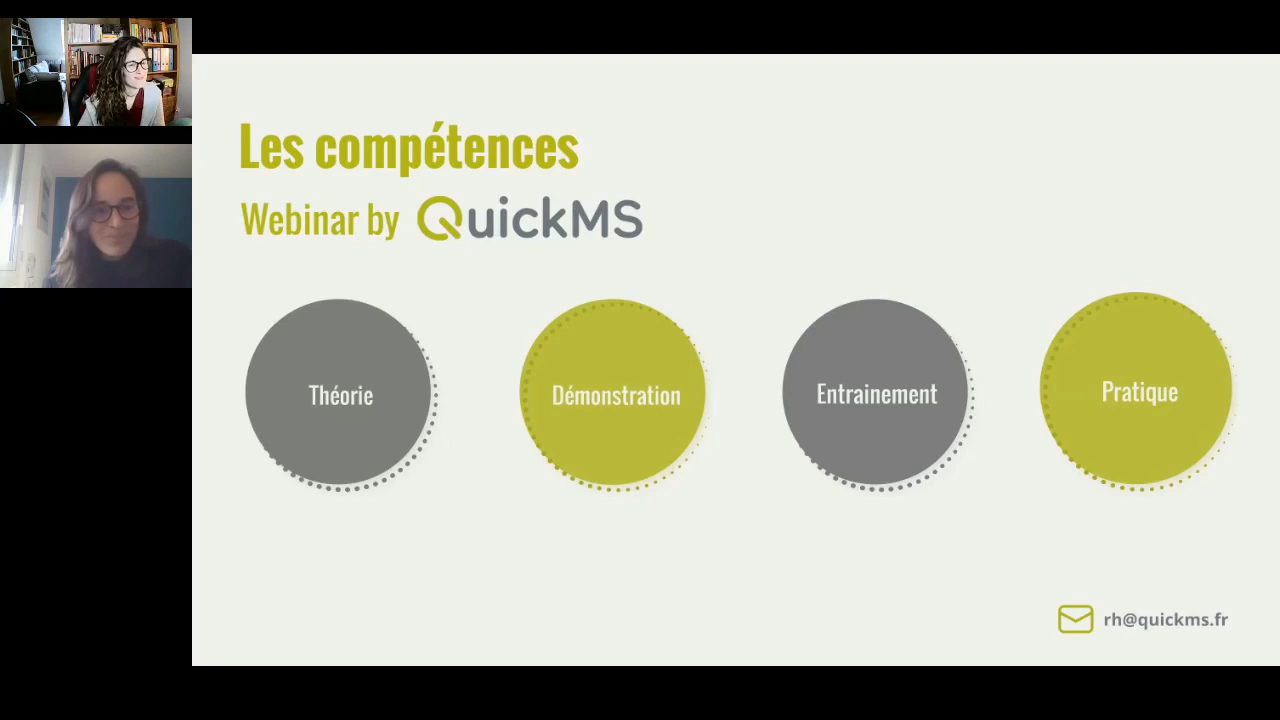 Les compétences
Webinar by QuickMS
Théorie
Démonstration
Entrainement
Pratique
rh@quickms.fr